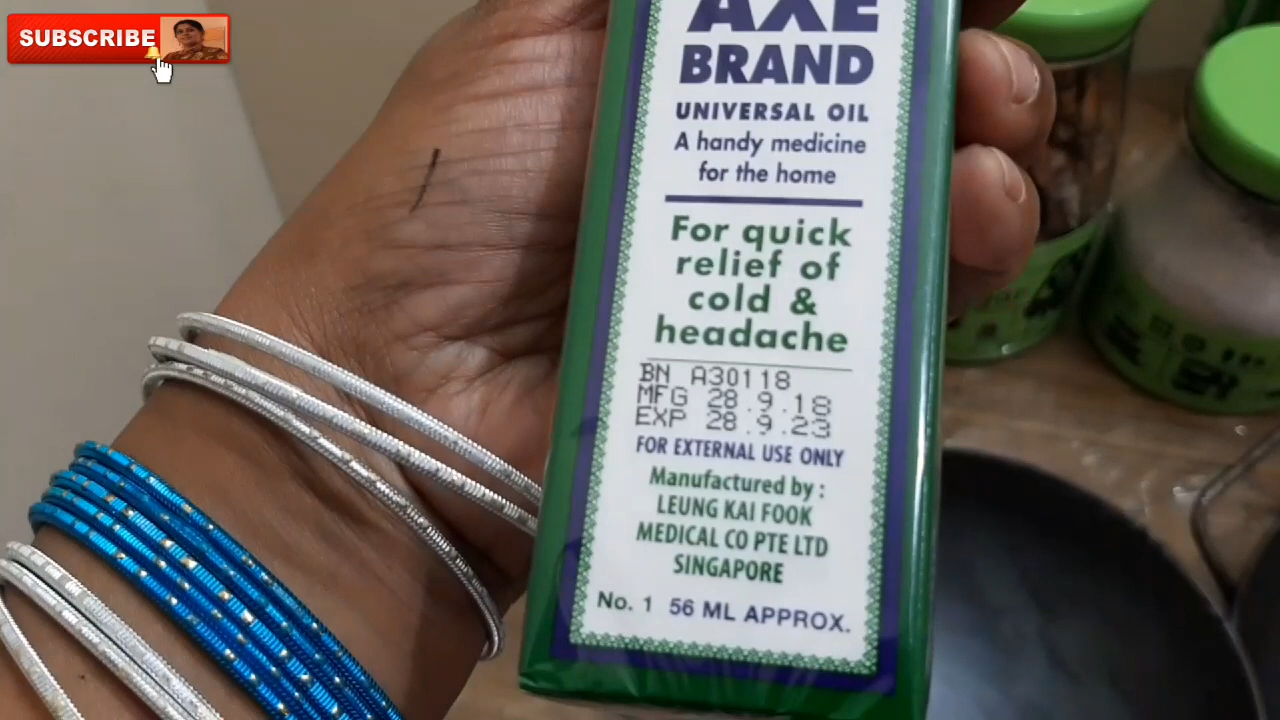 SUBSCRIBE
AXE
BRAND
UNIVERSAL OIL
A handy medicine
for the home
For quick
relief of
cold &
headache
BN A30118
MFG 28.9.18
EXP 28.9.23
FOR EXTERNAL USE ONLY
Manufactured by :
LEUNG KAI FOOK
MEDICAL CO PTE LTD
SINGAPORE
No. 1 56 ML APPROX.